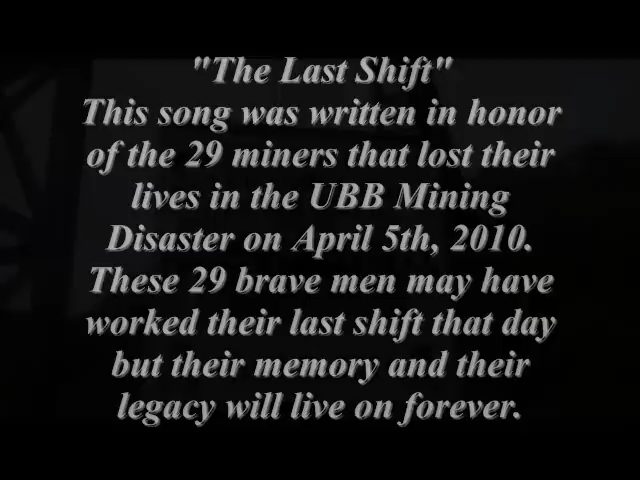 "The Last Shift"
This song was written in honor
of the 29 miners that lost their
lives in the UBB Mining
Disaster on April 5th, 2010.
These 29 brave men may have
worked their last shift that day
but their memory and their
legacy will live on forever.